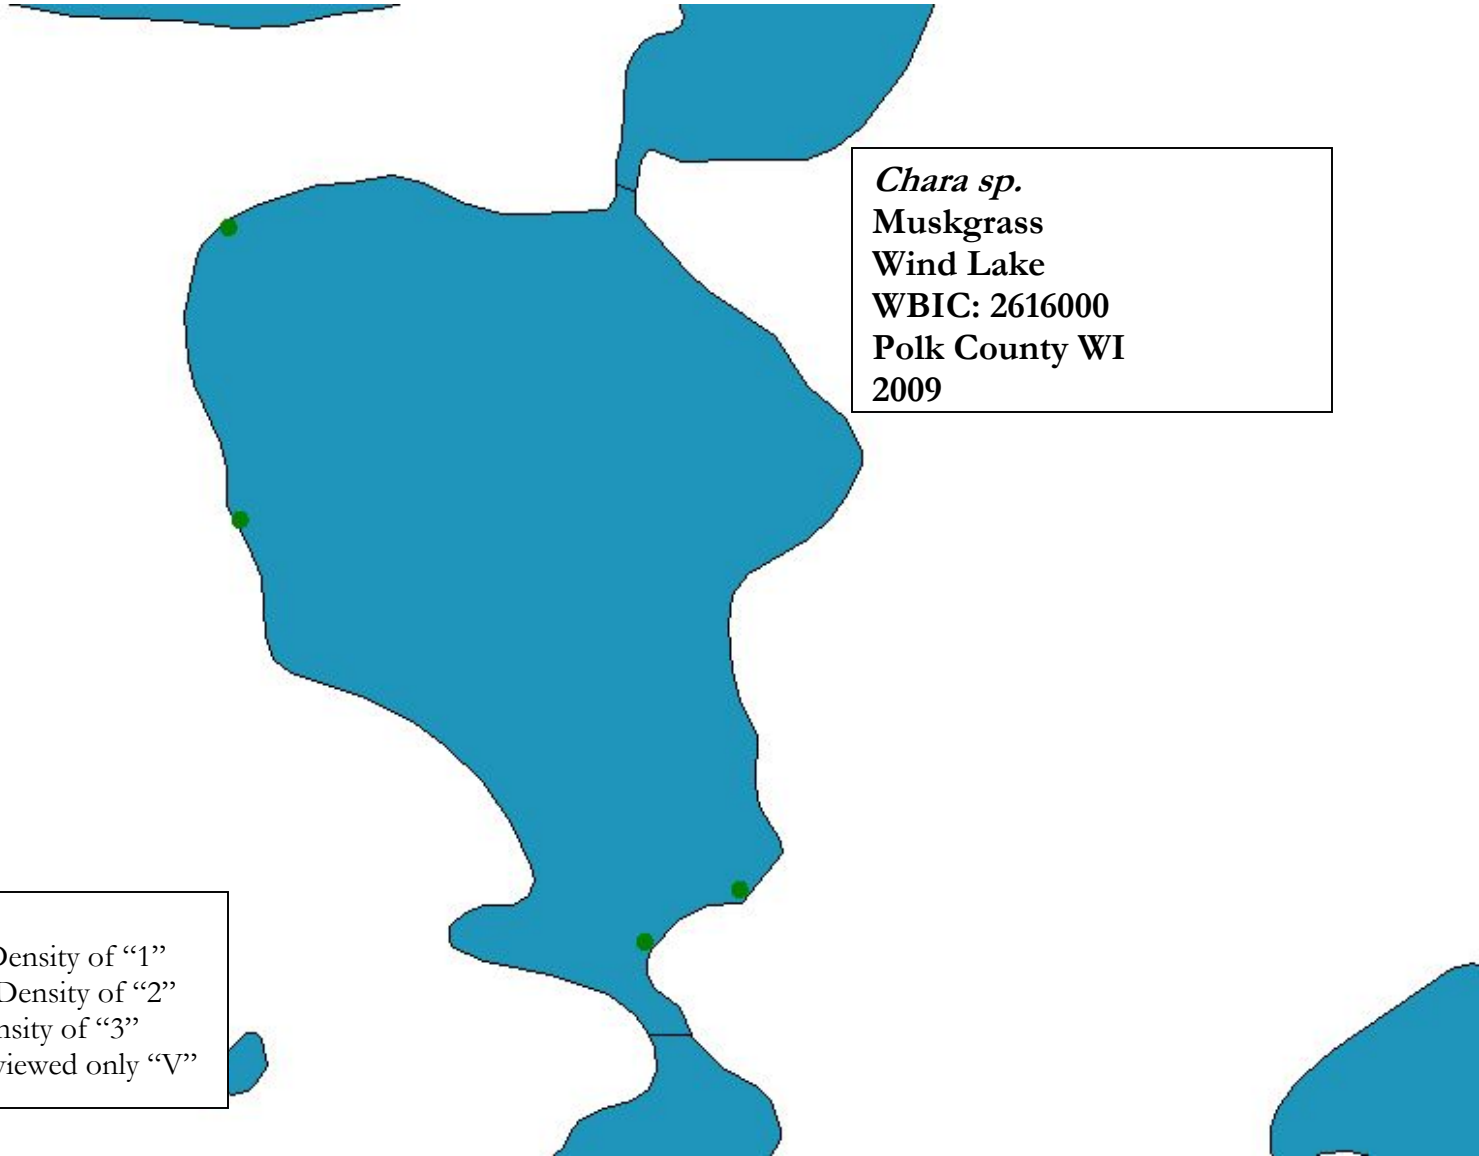 Chara sp.
Muskgrass
Wind Lake
WBIC: 2616000
Polk County WI
2009
Density of “1”
Density of “2”
of “3”
viewed only “V”